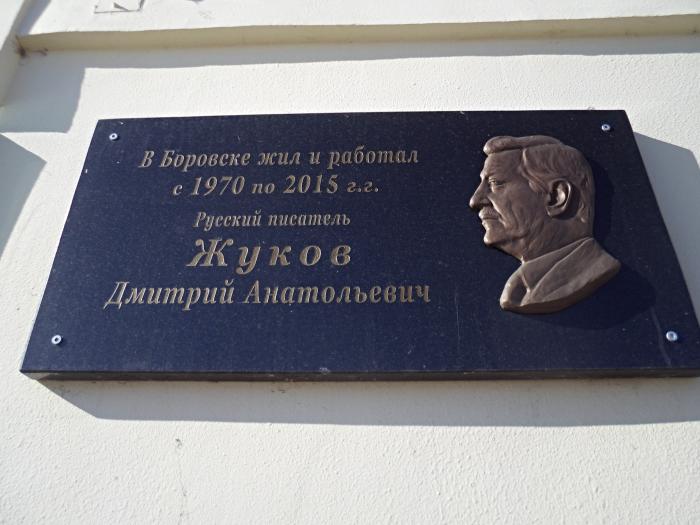 В Боровске жил и работал
с 1970 по 2015 г.г.
Русский писатель
Жуков
Дмитрий Анатольевич